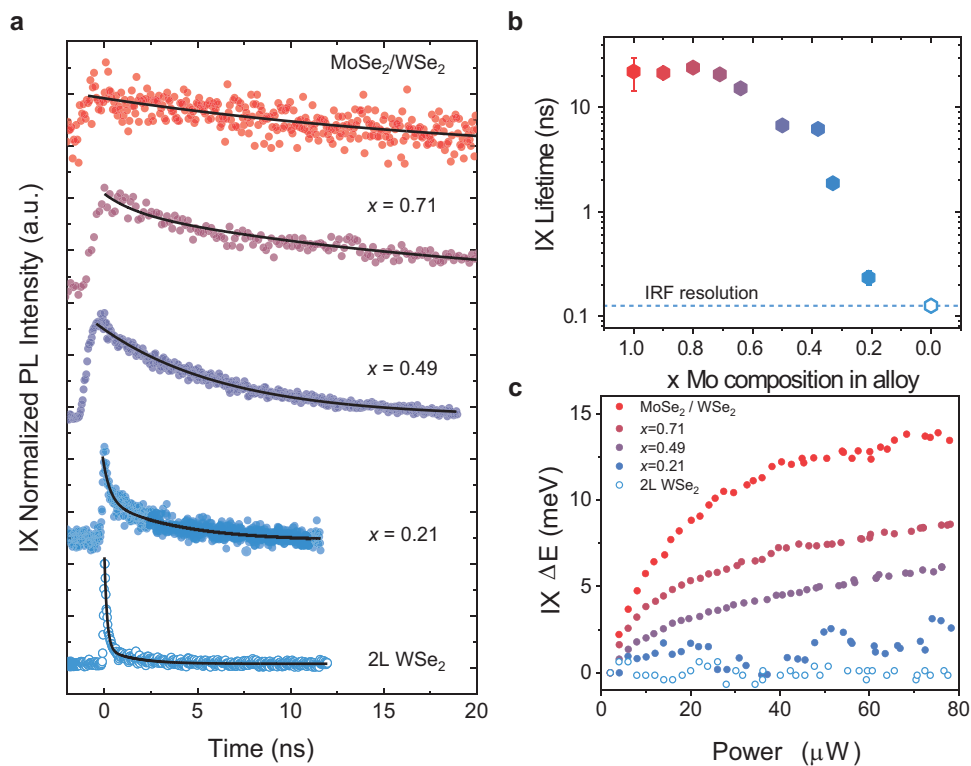 a
MoSe2/WSe2
x = 0.71
x = 0.49
x = 0.21
2L WSe2
IX Normalized PL Intensity (a.u.)
0 5 10 15 20
Time (ns)
b
10
1
0.1
IX Lifetime (ns)
IRF resolution
1.0 0.8 0.6 0.4 0.2 0.0
x Mo composition in alloy
c
MoSe2 / WSe2
x=0.71
x=0.49
x=0.21
2L WSe2
15
10
5
0
IX ΔE (meV)
0 20 40 60 80
Power (μW)